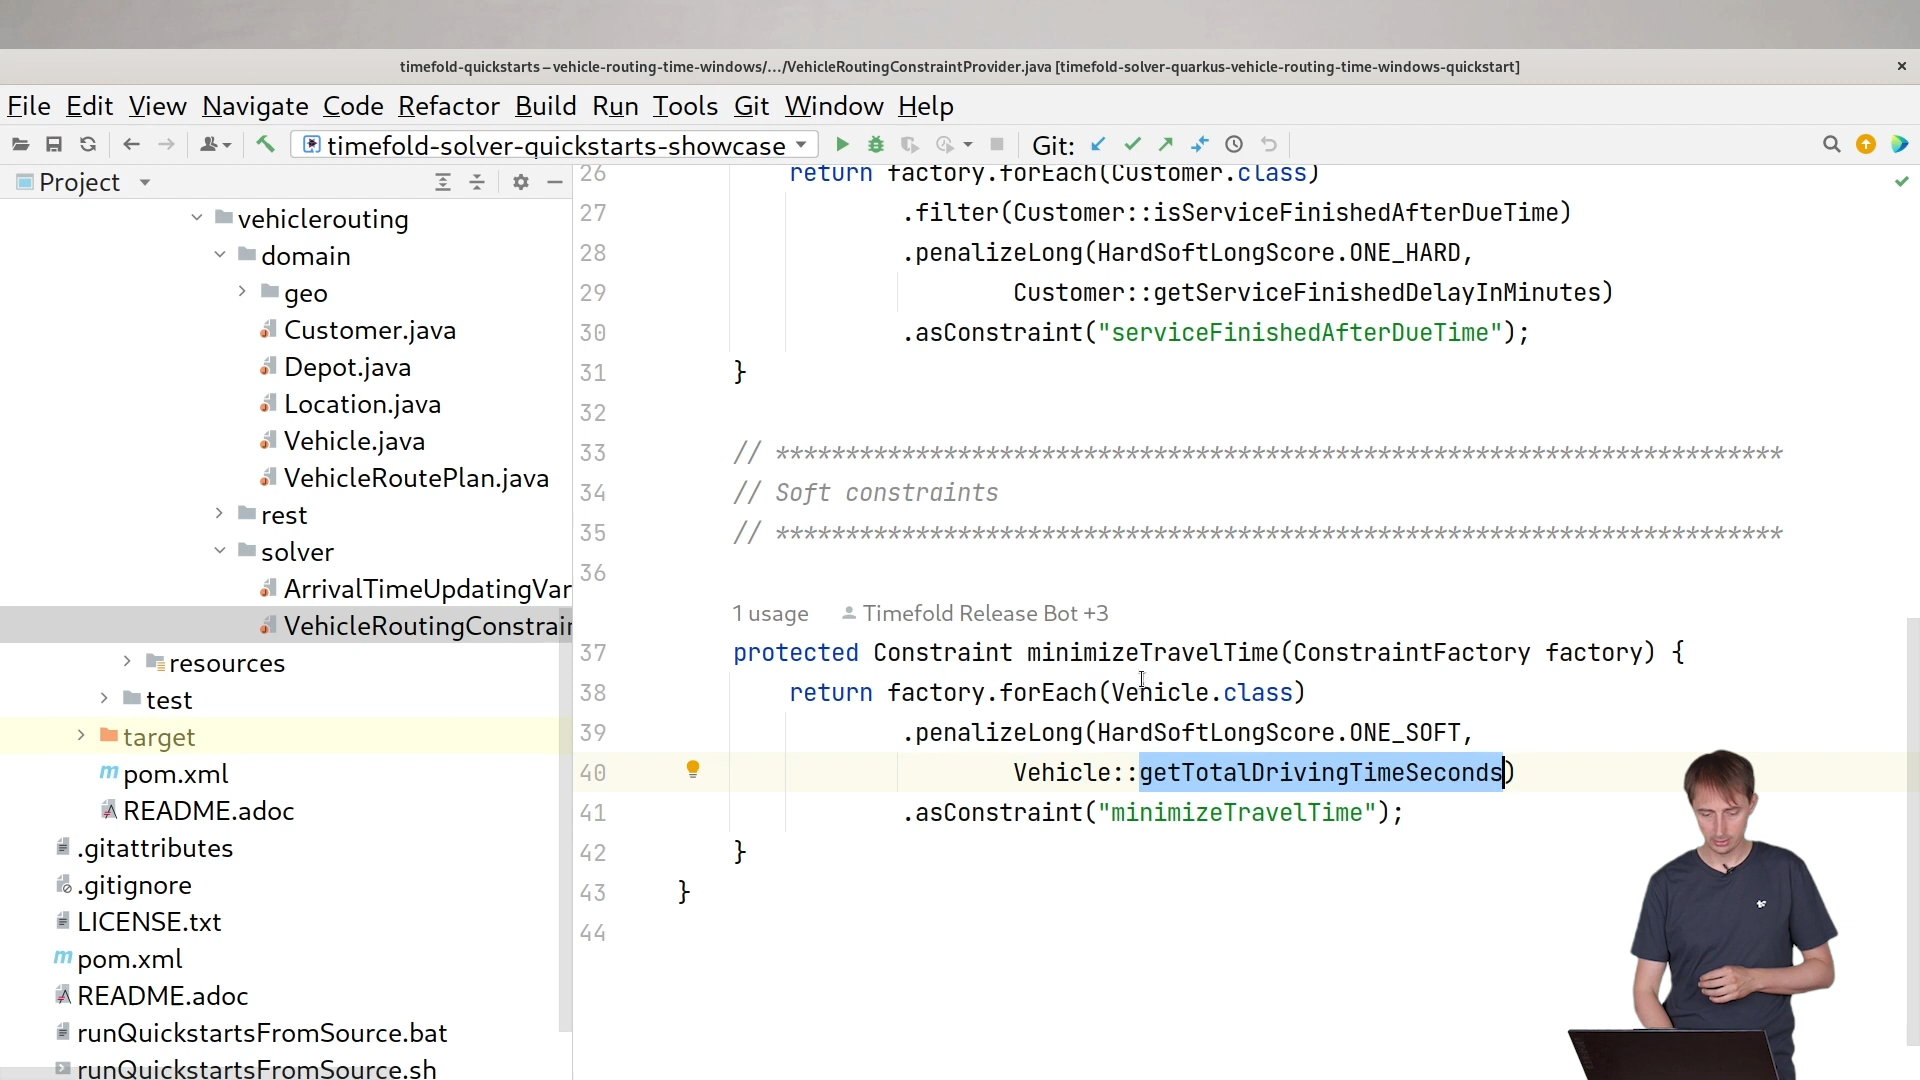 timefold-quickstarts – vehicle-routing-time-windows/.../VehicleRoutingConstraintProvider.java [timefold-solver-quarkus-vehicle-routing-time-windows-quickstart]
File Edit View Navigate Code Refactor Build Run Tools Git Window Help
timefold-solver-quickstarts-showcase Git:
Project
vehiclerouting
domain
geo
Customer.java
Depot.java
Location.java
Vehicle.java
VehicleRoutePlan.java
rest
solver
ArrivalTimeUpdatingVar
VehicleRoutingConstrain
resources
test
target
pom.xml
README.adoc
.gitattributes
.gitignore
LICENSE.txt
pom.xml
README.adoc
runQuickstartsFromSource.bat
runQuickstartsFromSource.sh
26 return factory.forEach(Customer.class)
27 .filter(Customer::isServiceFinishedAfterDueTime)
28 .penalizeLong(HardSoftLongScore.ONE_HARD,
29 Customer::getServiceFinishedDelayInMinutes)
30 .asConstraint("serviceFinishedAfterDueTime");
31 }
32
33 // ************************************************************************
34 // Soft constraints
35 // ************************************************************************
36
1 usage Timefold Release Bot +3
37 protected Constraint minimizeTravelTime(ConstraintFactory factory) {
38 return factory.forEach(Vehicle.class)
39 .penalizeLong(HardSoftLongScore.ONE_SOFT,
40 Vehicle::getTotalDrivingTimeSeconds)
41 .asConstraint("minimizeTravelTime");
42 }
43 }
44